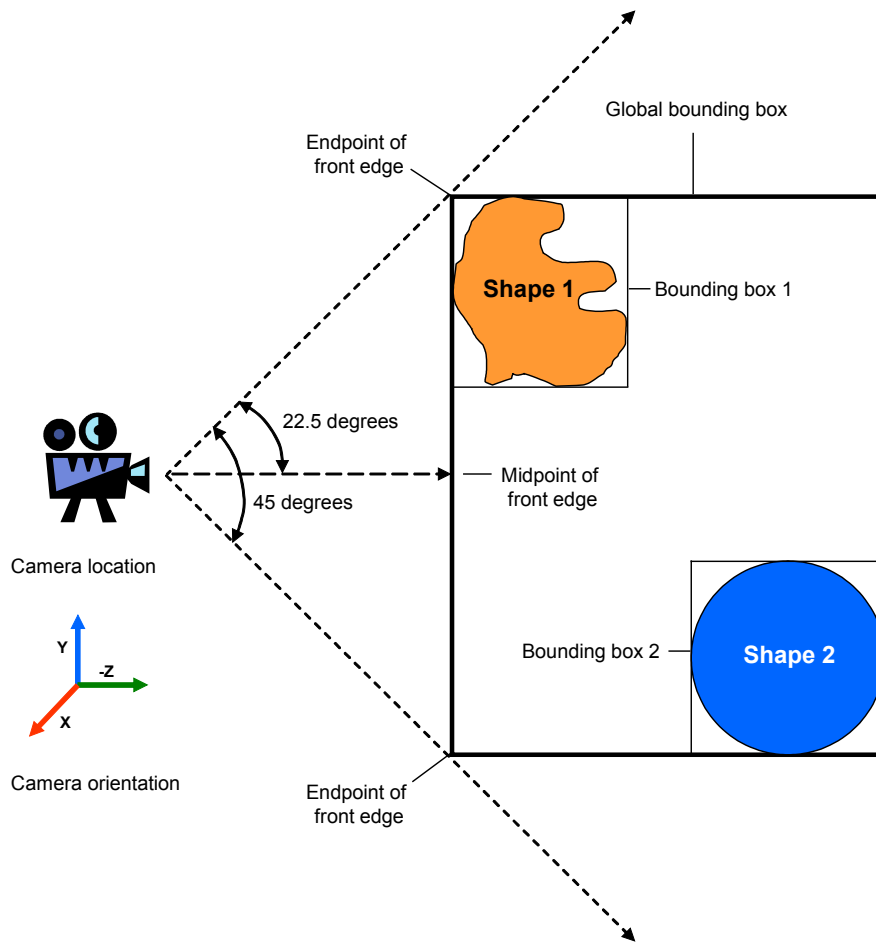 Global bounding box
Endpoint of
front edge
Shape 1
Bounding box 1
22.5 degrees
Midpoint of
front edge
45 degrees
Camera location
Y
-Z
X
Bounding box 2
Shape 2
Camera orientation
Endpoint of
front edge